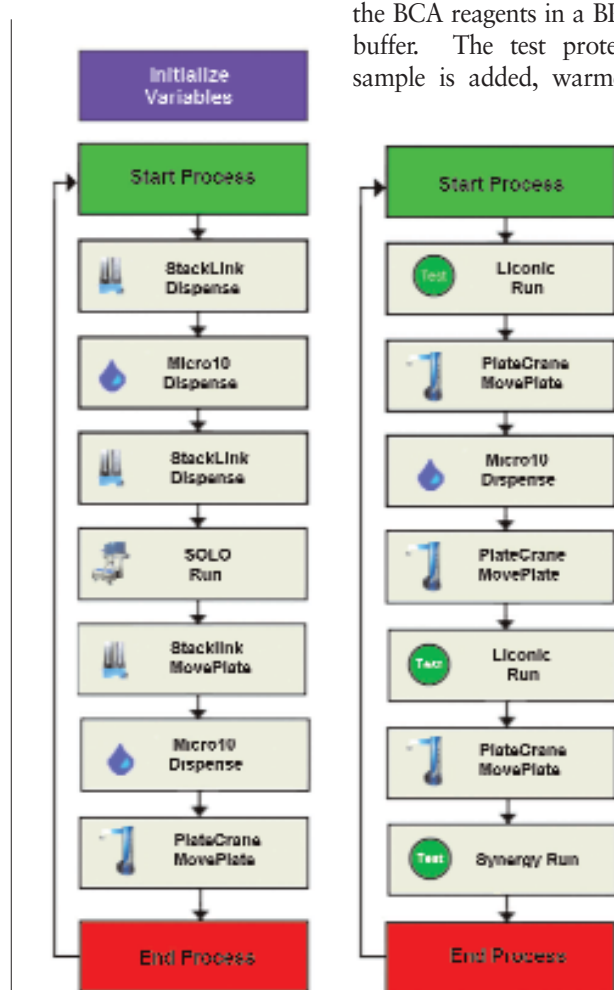 the BCA reagents in a
buffer. The test
sample is added,
Initialize
Variables
Start Process
StackLink
Dispense
Micro10
Dispense
StackLink
Dispense
SOLO
Run
Stacklink
MovePlate
Micro10
Dispense
PlateCrane
MovePlate
End Process
Start Process
Test
Liconic
Run
PlateCrane
MovePlate
Micro10
Dispense
PlateCrane
MovePlate
Test
Liconic
Run
PlateCrane
MovePlate
Test
Synergy Run
End Process